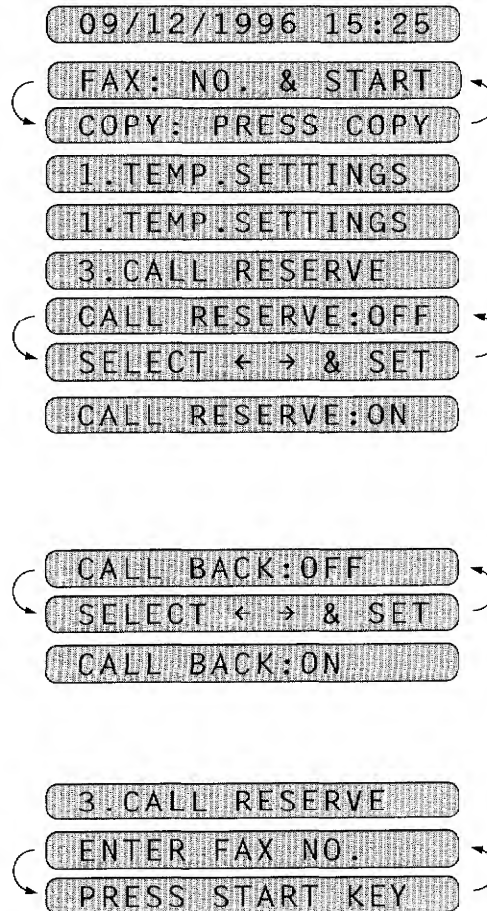 09/12/1996 15:25
FAX: NO. & START
COPY: PRESS COPY
1.TEMP.SETTINGS
1.TEMP.SETTINGS
3.CALL RESERVE
CALL RESERVE:OFF
SELECT ← → & SET
CALL RESERVE:ON
CALL BACK:OFF
SELECT ← → & SET
CALL BACK:ON
3.CALL RESERVE
ENTER FAX NO.
PRESS START KEY